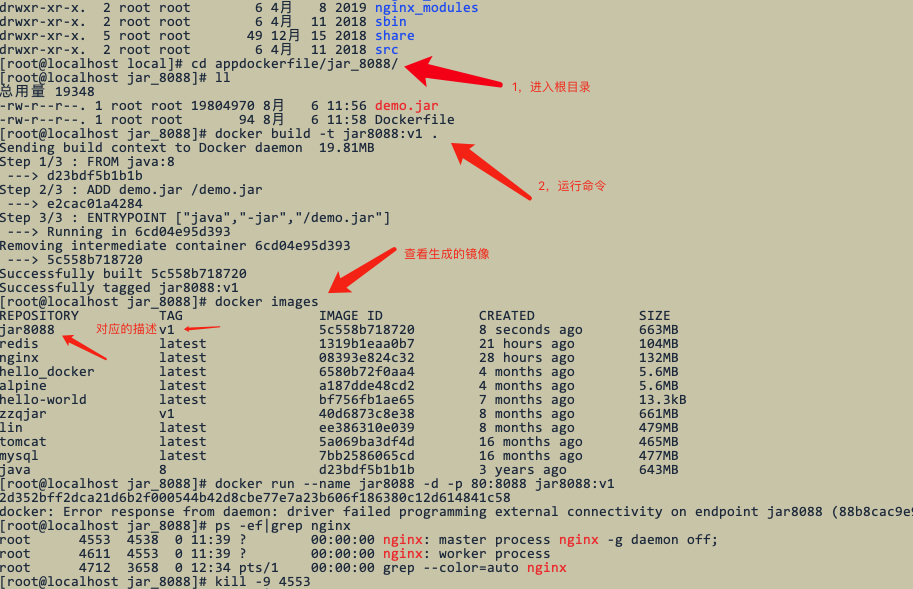 drwxr-xr-x.  2 root root        6 4月   8 2019 nginx_modules
drwxr-xr-x.  2 root root        6 4月  11 2018 sbin
drwxr-xr-x.  5 root root       49 12月  15 2018 share
drwxr-xr-x.  2 root root        6 4月  11 2018 src
[root@localhost local]# cd appdockerfile/jar_8088/
[root@localhost jar_8088]# ll
1，进入根目录
总用量 19348
-rw-r--r--. 1 root root 19804970 8月   6 11:56 demo.jar
-rw-r--r--. 1 root root       94 8月   6 11:58 Dockerfile
[root@localhost jar_8088]# docker build -t jar8088:v1 .
Sending build context to Docker daemon  19.81MB
Step 1/3 : FROM java:8
 ---> d23bdf5b1b1b
Step 2/3 : ADD demo.jar /demo.jar
2，运行命令
 ---> e2cac01a4284
Step 3/3 : ENTRYPOINT ["java","-jar","/demo.jar"]
 ---> Running in 6cd04e95d393
Removing intermediate container 6cd04e95d393
查看生成的镜像
 ---> 5c558b718720
Successfully built 5c558b718720
Successfully tagged jar8088:v1
[root@localhost jar_8088]# docker images
REPOSITORY          TAG                 IMAGE ID            CREATED             SIZE
jar8088 对应的描述 v1                  5c558b718720        8 seconds ago       663MB
redis               latest              1319b1eaa0b7        21 hours ago        104MB
nginx               latest              08393e824c32        28 hours ago        132MB
hello_docker        latest              6580b72f0aa4        4 months ago        5.6MB
alpine              latest              a187dde48cd2        4 months ago        5.6MB
hello-world         latest              bf756fb1ae65        7 months ago        13.3kB
zzqjar              v1                  40d6873c8e38        8 months ago        661MB
lin                 latest              ee386310e039        8 months ago        479MB
tomcat              latest              5a069ba3df4d        16 months ago       465MB
mysql               latest              7bb2586065cd        16 months ago       477MB
java                8                   d23bdf5b1b1b        3 years ago         643MB
[root@localhost jar_8088]# docker run --name jar8088 -d -p 80:8088 jar8088:v1
2d352bff2dca21d6b2f000544b42d8cbe77e7a23b606f186380c12d614841c58
docker: Error response from daemon: driver failed programming external connectivity on endpoint jar8088 (88b8cac9e
[root@localhost jar_8088]# ps -ef|grep nginx
root      4553  4538  0 11:39 ?        00:00:00 nginx: master process nginx -g daemon off;
root      4611  4553  0 11:39 ?        00:00:00 nginx: worker process
root      4712  3658  0 12:34 pts/1    00:00:00 grep --color=auto nginx
[root@localhost jar_8088]# kill -9 4553